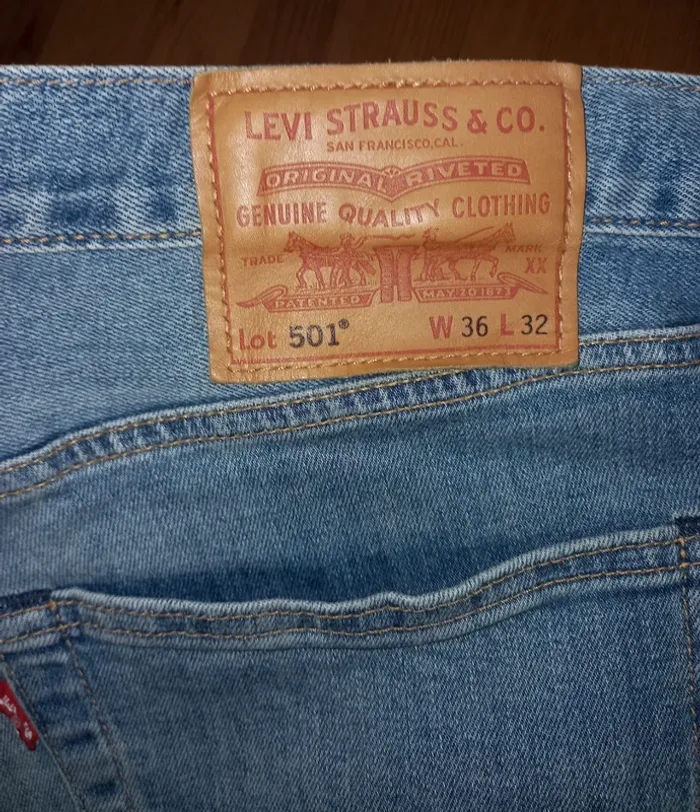 LEVI STRAUSS & CO.
SAN FRANCISCO, CAL.
ORIGINAL RIVETED
GENUINE QUALITY CLOTHING
TRADE MARK
XX
PATENTED MAY 20 1873
Lot 501® W 36 L 32